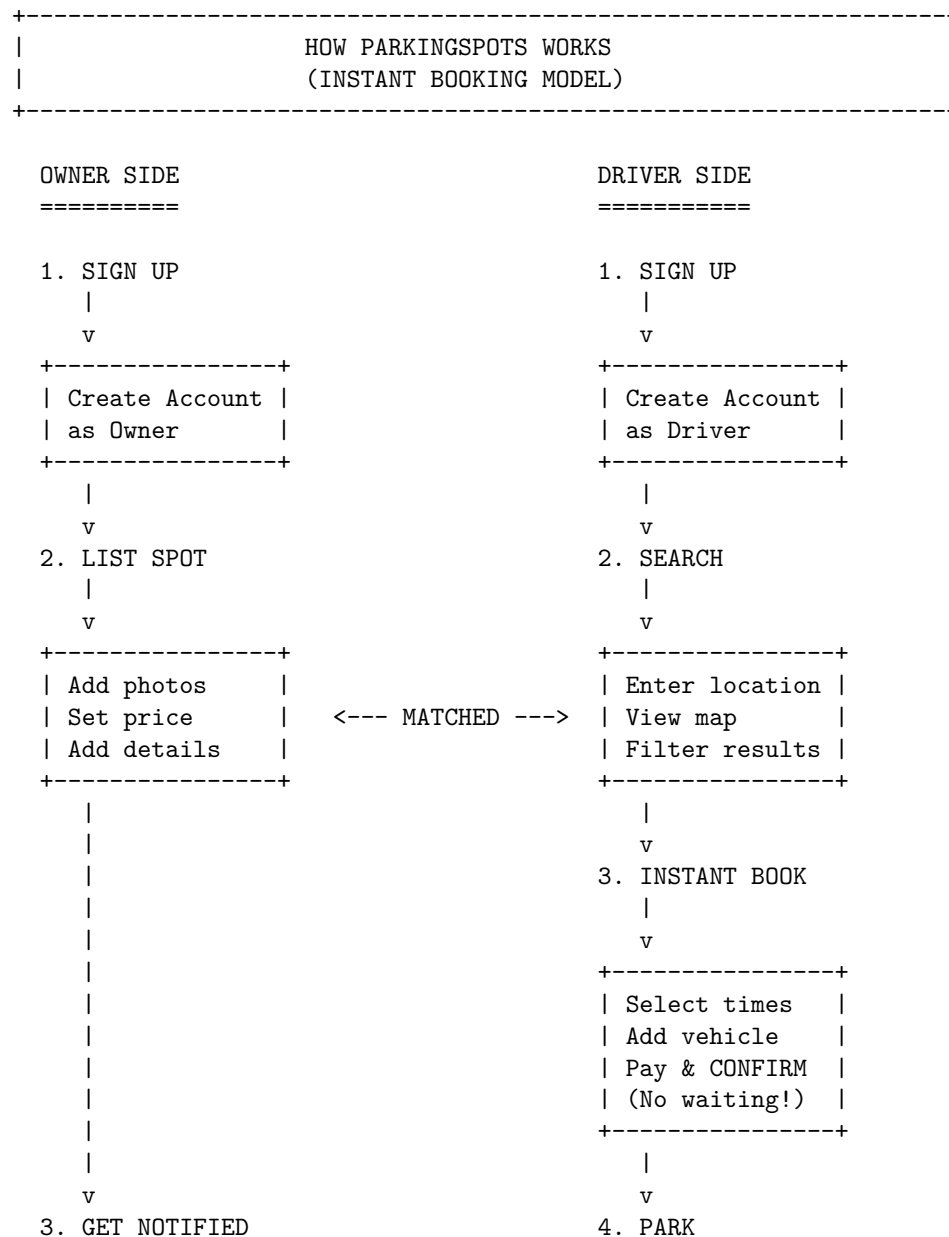 +------------------------------------------------------------------
| HOW PARKINGSPOTS WORKS
| (INSTANT BOOKING MODEL)
+------------------------------------------------------------------
OWNER SIDE                              DRIVER SIDE
==========                              ===========
1. SIGN UP                              1. SIGN UP
   |                                       |
   v                                       v
+----------------+                      +----------------+
| Create Account |                      | Create Account |
| as Owner       |                      | as Driver      |
+----------------+                      +----------------+
   |                                       |
   v                                       v
2. LIST SPOT                            2. SEARCH
   |                                       |
   v                                       v
+----------------+                      +----------------+
| Add photos     |                      | Enter location |
| Set price      |  <--- MATCHED --->   | View map       |
| Add details    |                      | Filter results |
+----------------+                      +----------------+
   |                                       |
   |                                       v
   |                                    3. INSTANT BOOK
   |                                       |
   |                                       v
   |                                    +----------------+
   |                                    | Select times   |
   |                                    | Add vehicle    |
   |                                    | Pay & CONFIRM  |
   |                                    | (No waiting!)  |
   |                                    +----------------+
   |                                       |
   v                                       v
3. GET NOTIFIED                         4. PARK